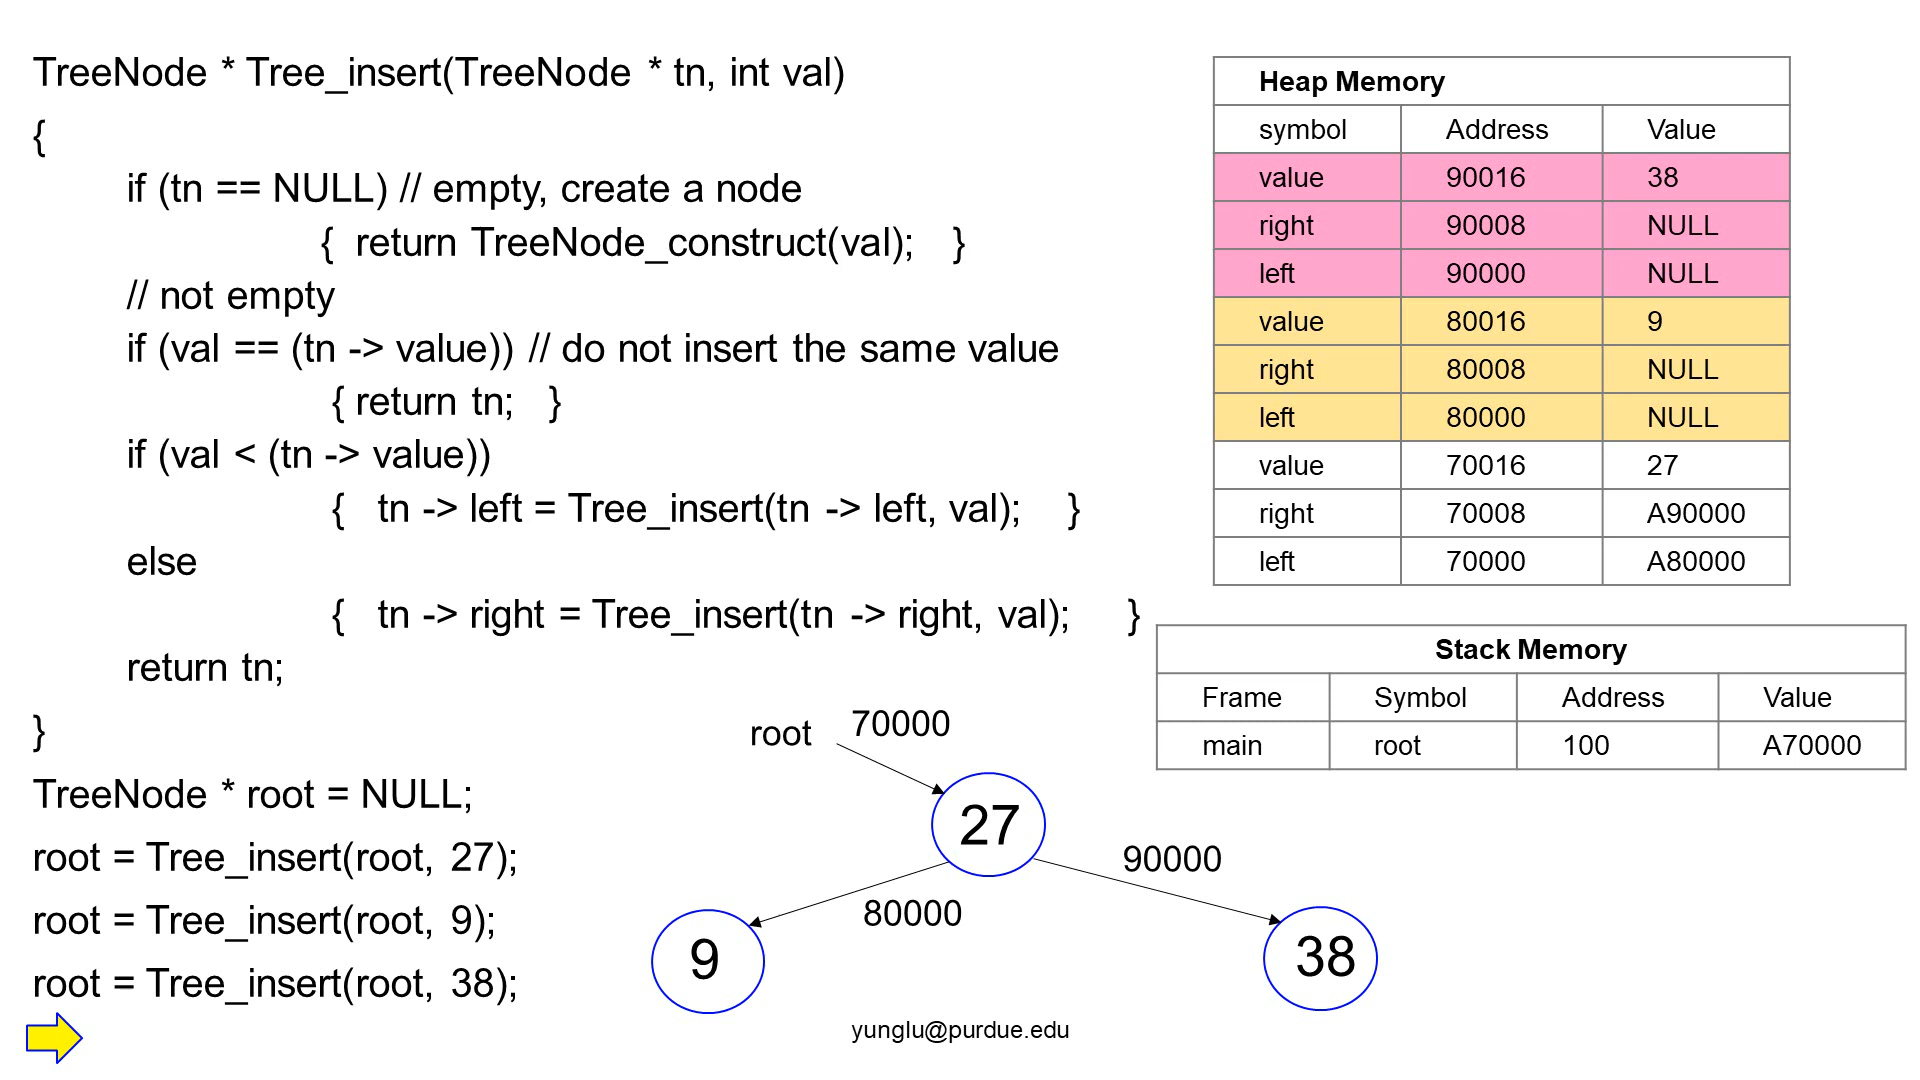 TreeNode * Tree_insert(TreeNode * tn, int val)
{
if (tn == NULL) // empty, create a node
{ return TreeNode_construct(val); }
// not empty
if (val == (tn -> value)) // do not insert the same value
{ return tn; }
if (val < (tn -> value))
{ tn -> left = Tree_insert(tn -> left, val); }
else
{ tn -> right = Tree_insert(tn -> right, val); }
return tn;
}
TreeNode * root = NULL;
root = Tree_insert(root, 27);
root = Tree_insert(root, 9);
root = Tree_insert(root, 38);
Heap Memory
symbol Address Value
value 90016 38
right 90008 NULL
left 90000 NULL
value 80016 9
right 80008 NULL
left 80000 NULL
value 70016 27
right 70008 A90000
left 70000 A80000
Stack Memory
Frame Symbol Address Value
main root 100 A70000
root 70000
27
90000
80000
9
38
yunglu@purdue.edu